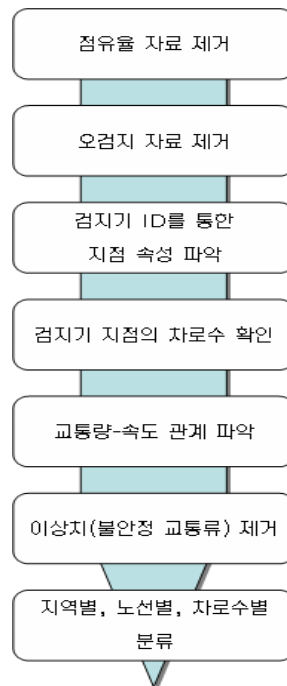 점유율 자료 제거
오검지 자료 제거
검지기 ID를 통한
지점 속성 파악
검지기 지점의 차로수 확인
교통량-속도 관계 파악
이상치(불안정 교통류) 제거
지역별, 노선별, 차로수별
분류